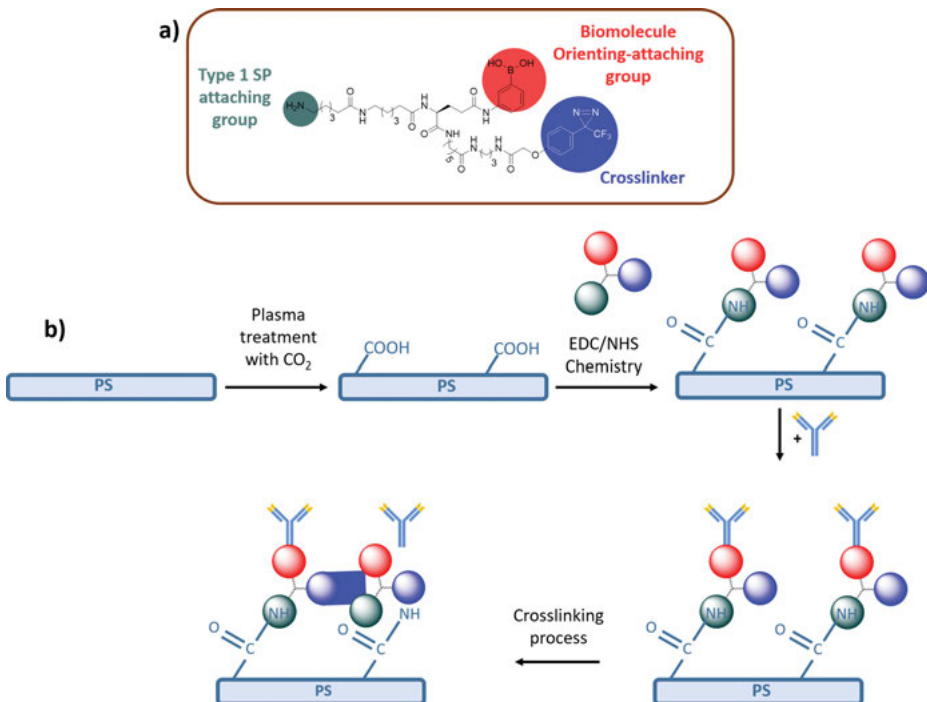 a)
Type 1 SP
attaching
group
Biomolecule
Orienting-attaching
group
Crosslinker
HO
OH
B
H₂N
3
O
N
H
3
O
H
N
O
N
H
O
NH
5
O
H
N
3
H
N
O
O
N=N
CF₃
b)
PS
Plasma
treatment
with CO₂
COOH
COOH
PS
EDC/NHS
Chemistry
O
C
NH
O
C
NH
PS
+
O
C
NH
O
C
NH
PS
Crosslinking
process
O
C
NH
O
C
NH
PS